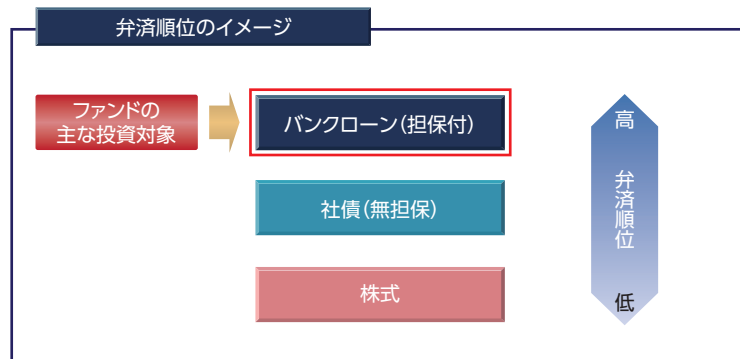 弁済順位のイメージ
ファンドの
主な投資対象
バンクローン(担保付)
社債(無担保)
株式
高
弁済順位
低